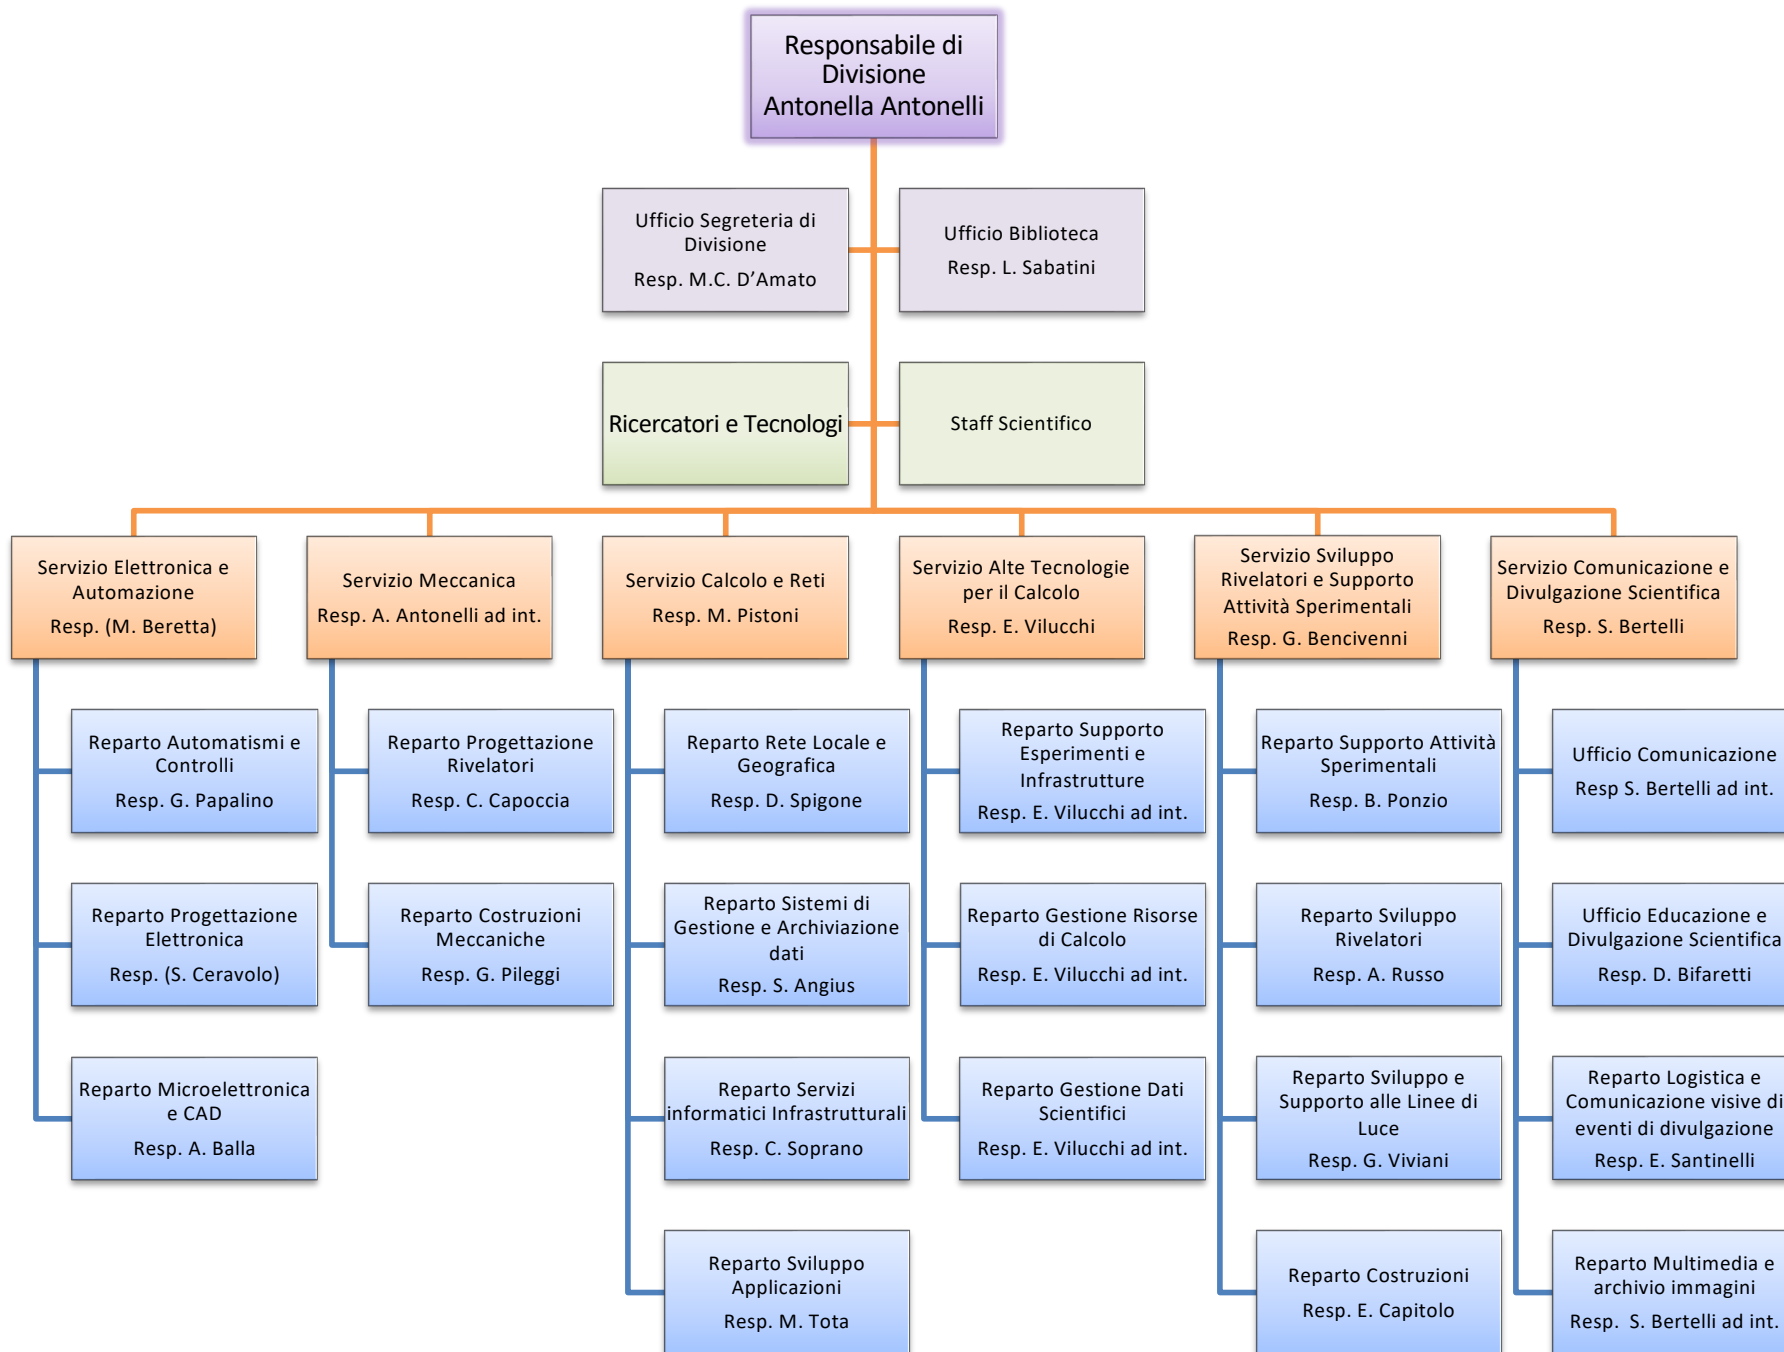 Responsabile di
Divisione
Antonella Antonelli
Ufficio Segreteria di
Divisione
Resp. M.C. D’Amato
Ufficio Biblioteca
Resp. L. Sabatini
Ricercatori e Tecnologi
Staff Scientifico
Servizio Elettronica e
Automazione
Resp. (M. Beretta)
Servizio Meccanica
Resp. A. Antonelli ad int.
Servizio Calcolo e Reti
Resp. M. Pistoni
Servizio Alte Tecnologie
per il Calcolo
Resp. E. Vilucchi
Servizio Sviluppo
Rivelatori e Supporto
Attività Sperimentali
Resp. G. Bencivenni
Servizio Comunicazione e
Divulgazione Scientifica
Resp. S. Bertelli
Reparto Automatismi e
Controlli
Resp. G. Papalino
Reparto Progettazione
Rivelatori
Resp. C. Capoccia
Reparto Rete Locale e
Geografica
Resp. D. Spigone
Reparto Supporto
Esperimenti e
Infrastrutture
Resp. E. Vilucchi ad int.
Reparto Supporto Attività
Sperimentali
Resp. B. Ponzio
Ufficio Comunicazione
Resp S. Bertelli ad int.
Reparto Progettazione
Elettronica
Resp. (S. Ceravolo)
Reparto Costruzioni
Meccaniche
Resp. G. Pileggi
Reparto Sistemi di
Gestione e Archiviazione
dati
Resp. S. Angius
Reparto Gestione Risorse
di Calcolo
Resp. E. Vilucchi ad int.
Reparto Sviluppo
Rivelatori
Resp. A. Russo
Ufficio Educazione e
Divulgazione Scientifica
Resp. D. Bifaretti
Reparto Microelettronica
e CAD
Resp. A. Balla
Reparto Servizi
informatici Infrastrutturali
Resp. C. Soprano
Reparto Gestione Dati
Scientifici
Resp. E. Vilucchi ad int.
Reparto Sviluppo e
Supporto alle Linee di
Luce
Resp. G. Viviani
Reparto Logistica e
Comunicazione visive di
eventi di divulgazione
Resp. E. Santinelli
Reparto Sviluppo
Applicazioni
Resp. M. Tota
Reparto Costruzioni
Resp. E. Capitolo
Reparto Multimedia e
archivio immagini
Resp. S. Bertelli ad int.